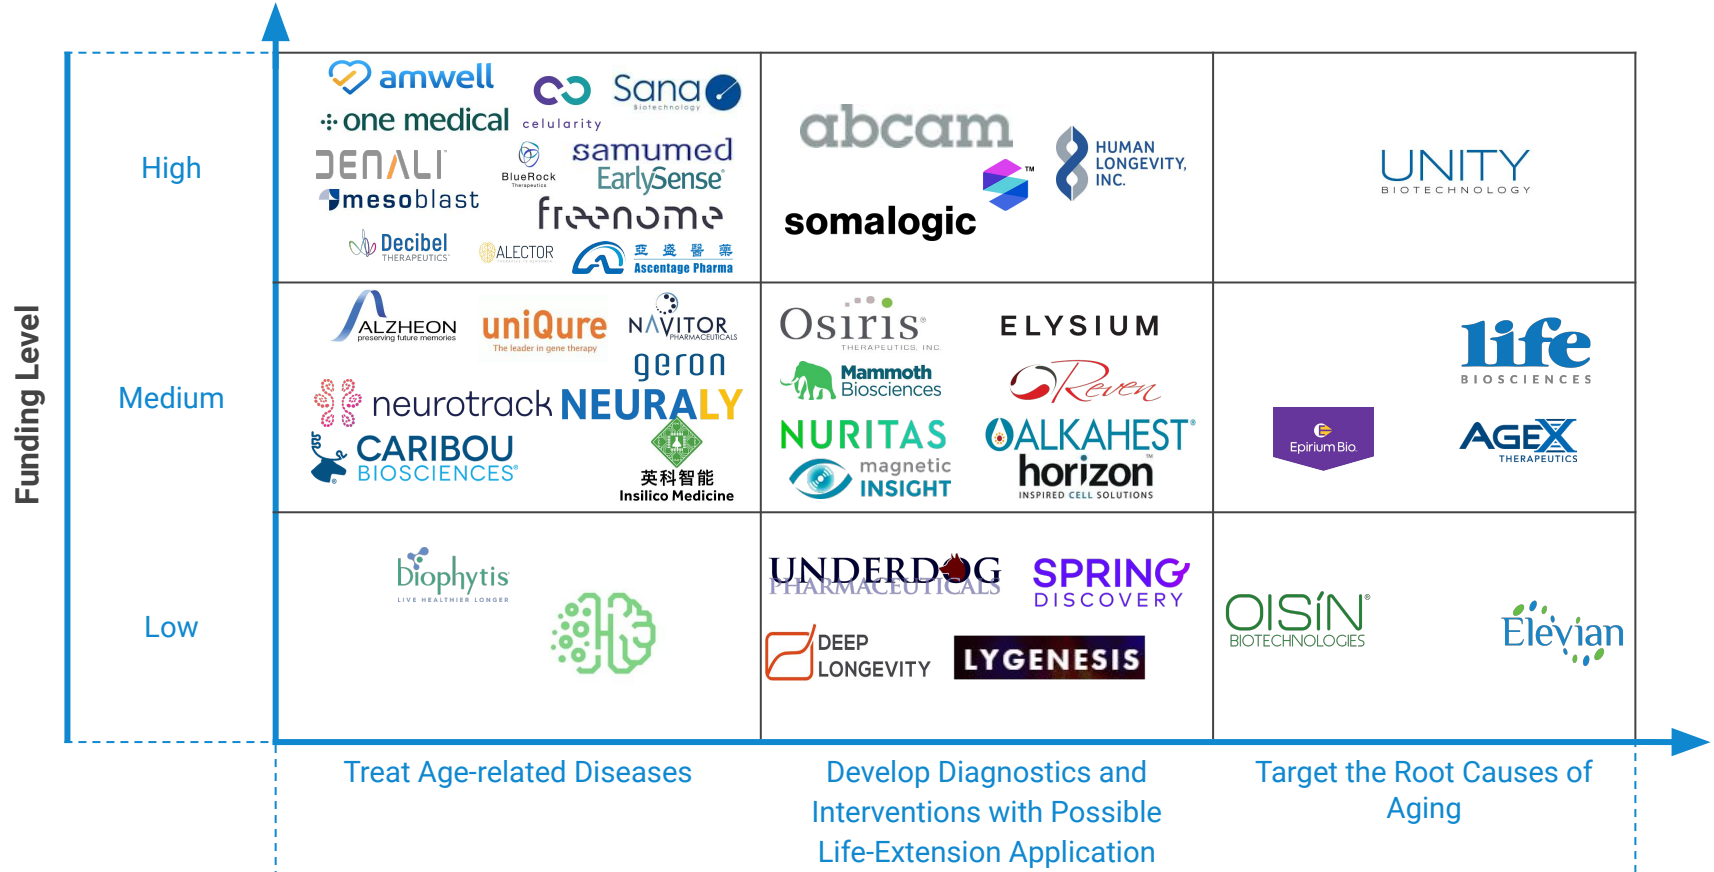 Funding Level
High
amwell
celularity
Sana
Biotechnology
one medical
DENALI
BlueRock
Therapeutics
samumed
EarlySense
mesoblast
freenome
Decibel
THERAPEUTICS
ALECTOR
亞盛醫藥
Ascentage Pharma
abcam
TM
HUMAN
LONGEVITY,
INC.
somalogic
UNITY
BIOTECHNOLOGY
Medium
ALZHEON
preserving future memories
uniQure
The leader in gene therapy
NAVITOR
PHARMACEUTICALS
geron
neurotrack
NEURALY
CARIBOU
BIOSCIENCES®
英科智能
Insilico Medicine
Osiris®
THERAPEUTICS, INC.
ELYSIUM
Mammoth
Biosciences
Reven
NURITAS
ALKAHEST®
magnetic
INSIGHT
horizon™
INSPIRED CELL SOLUTIONS
life
BIOSCIENCES
Epirium Bio.
AGEX
THERAPEUTICS
Low
biophytis
LIVE HEALTHIER LONGER
UNDERDOG
PHARMACEUTICALS
SPRING
DISCOVERY
DEEP
LONGEVITY
LYGENESIS
OISÍN®
BIOTECHNOLOGIES
Elevian
Treat Age-related Diseases
Develop Diagnostics and
Interventions with Possible
Life-Extension Application
Target the Root Causes of
Aging